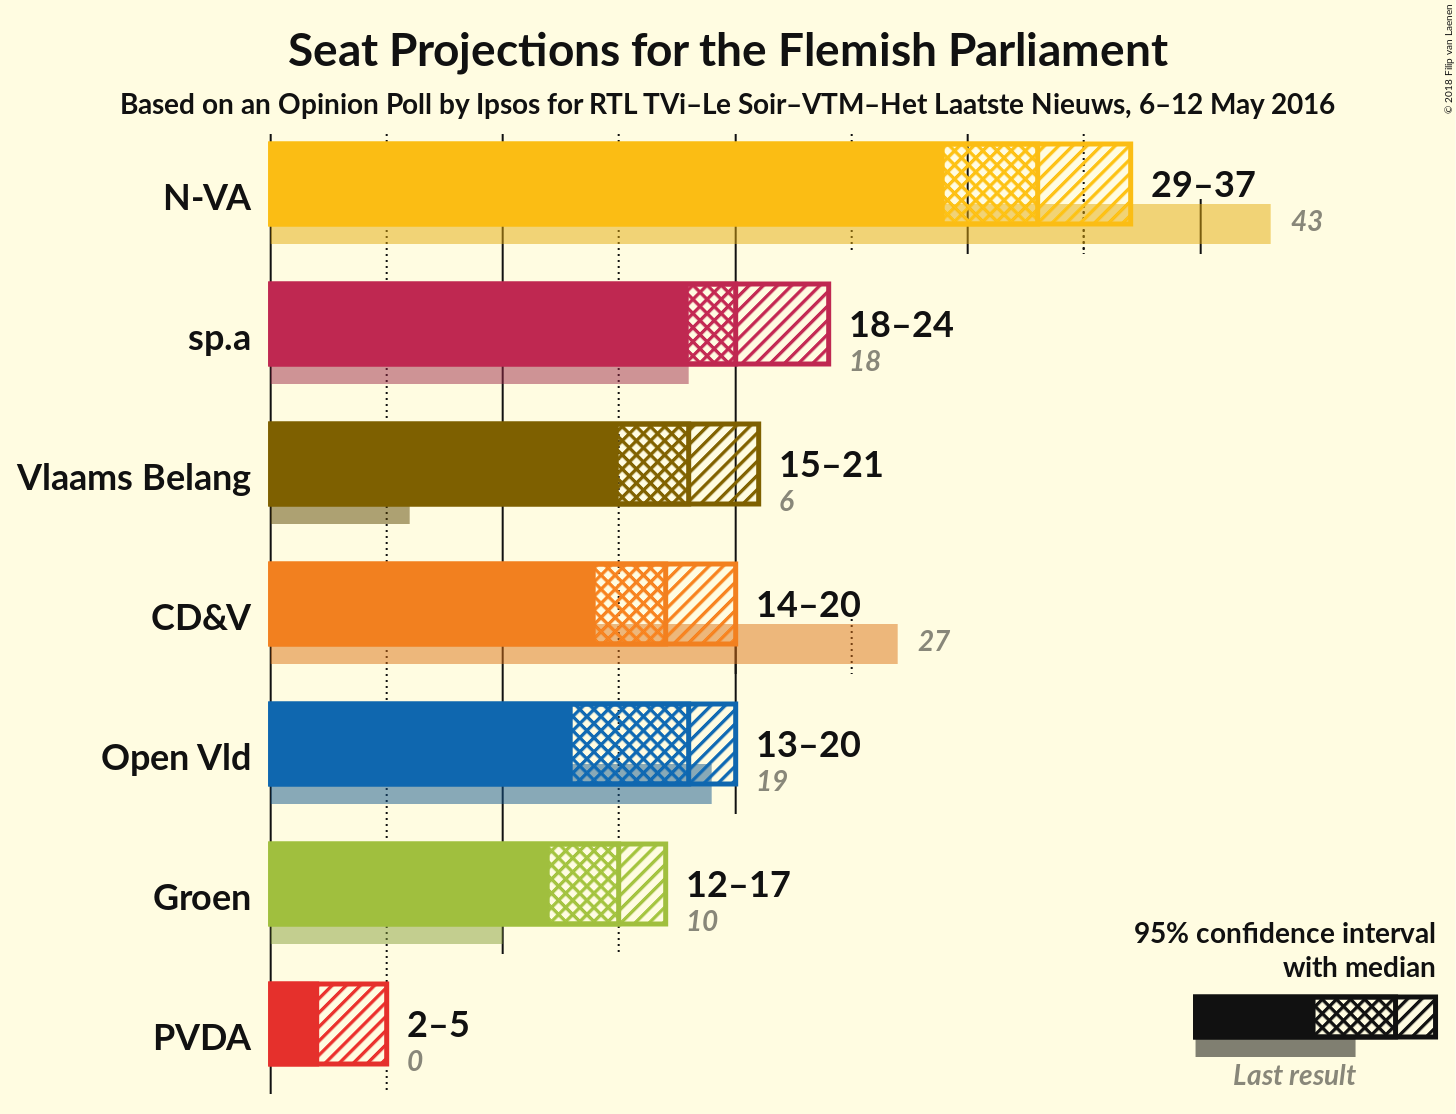 Seat Projections for the Flemish Parliament
Based on an Opinion Poll by Ipsos for RTL TVi–Le Soir–VTM–Het Laatste Nieuws, 6–12 May 2016
© 2018 Filip van Laenen
N-VA
29–37
43
sp.a
18–24
18
Vlaams Belang
15–21
6
CD&V
14–20
27
Open Vld
13–20
19
Groen
12–17
10
PVDA
2–5
0
95% confidence interval
with median
Last result